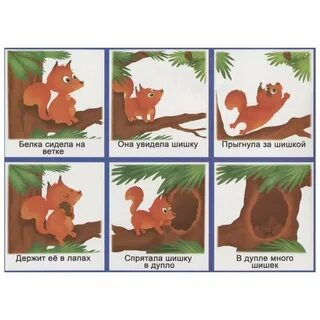 Белка сидела на
ветке
Она увидела шишку
Прыгнула за шишкой
Держит её в лапах
Спрятала шишку
в дупло
В дупле много
шишек